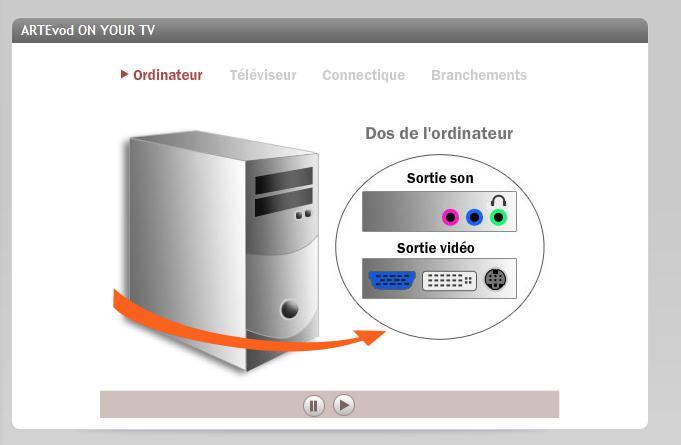 ARTEvod ON YOUR TV
Ordinateur Téléviseur Connectique Branchements
Dos de l'ordinateur
Sortie son
Sortie vidéo